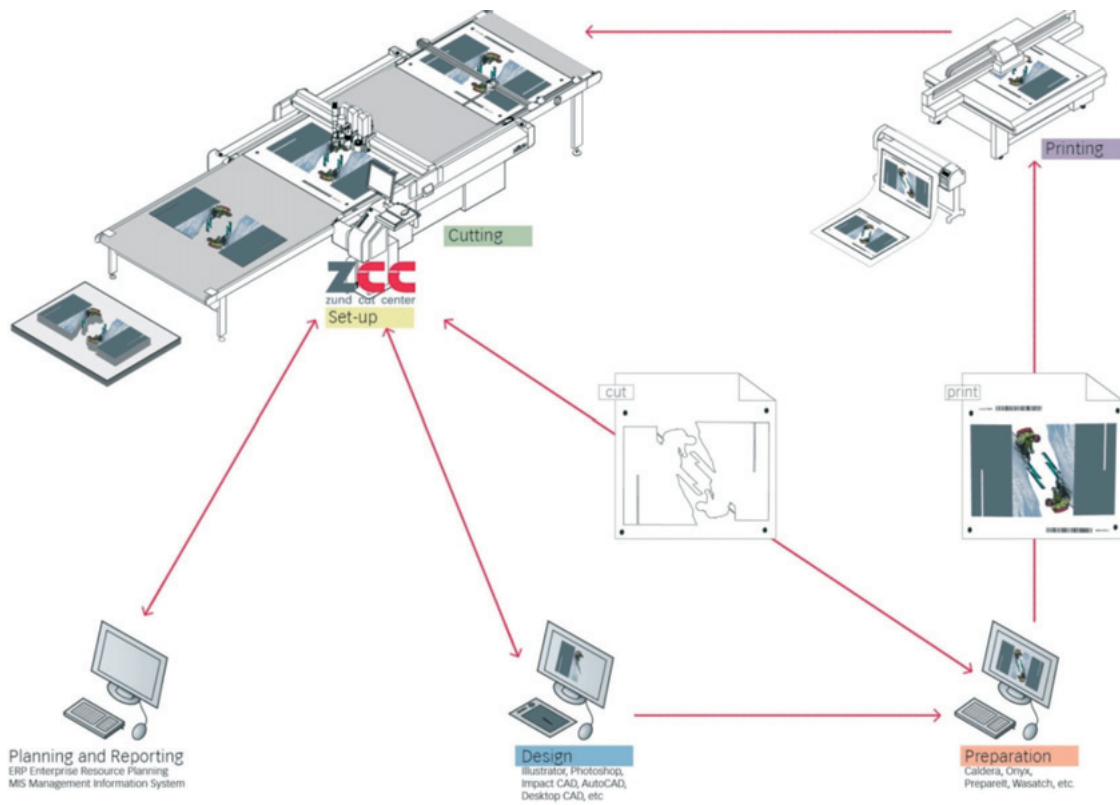 Printing
Cutting
zcc
zund cut center
Set-up
cut
print
Planning and Reporting
ERP Enterprise Resource Planning
MIS Management Information System
Design
Illustrator, Photoshop,
Impact CAD, AutoCAD,
Desktop CAD, etc
Preparation
Caldera, Onyx,
PrepareIt, Wasatch, etc.